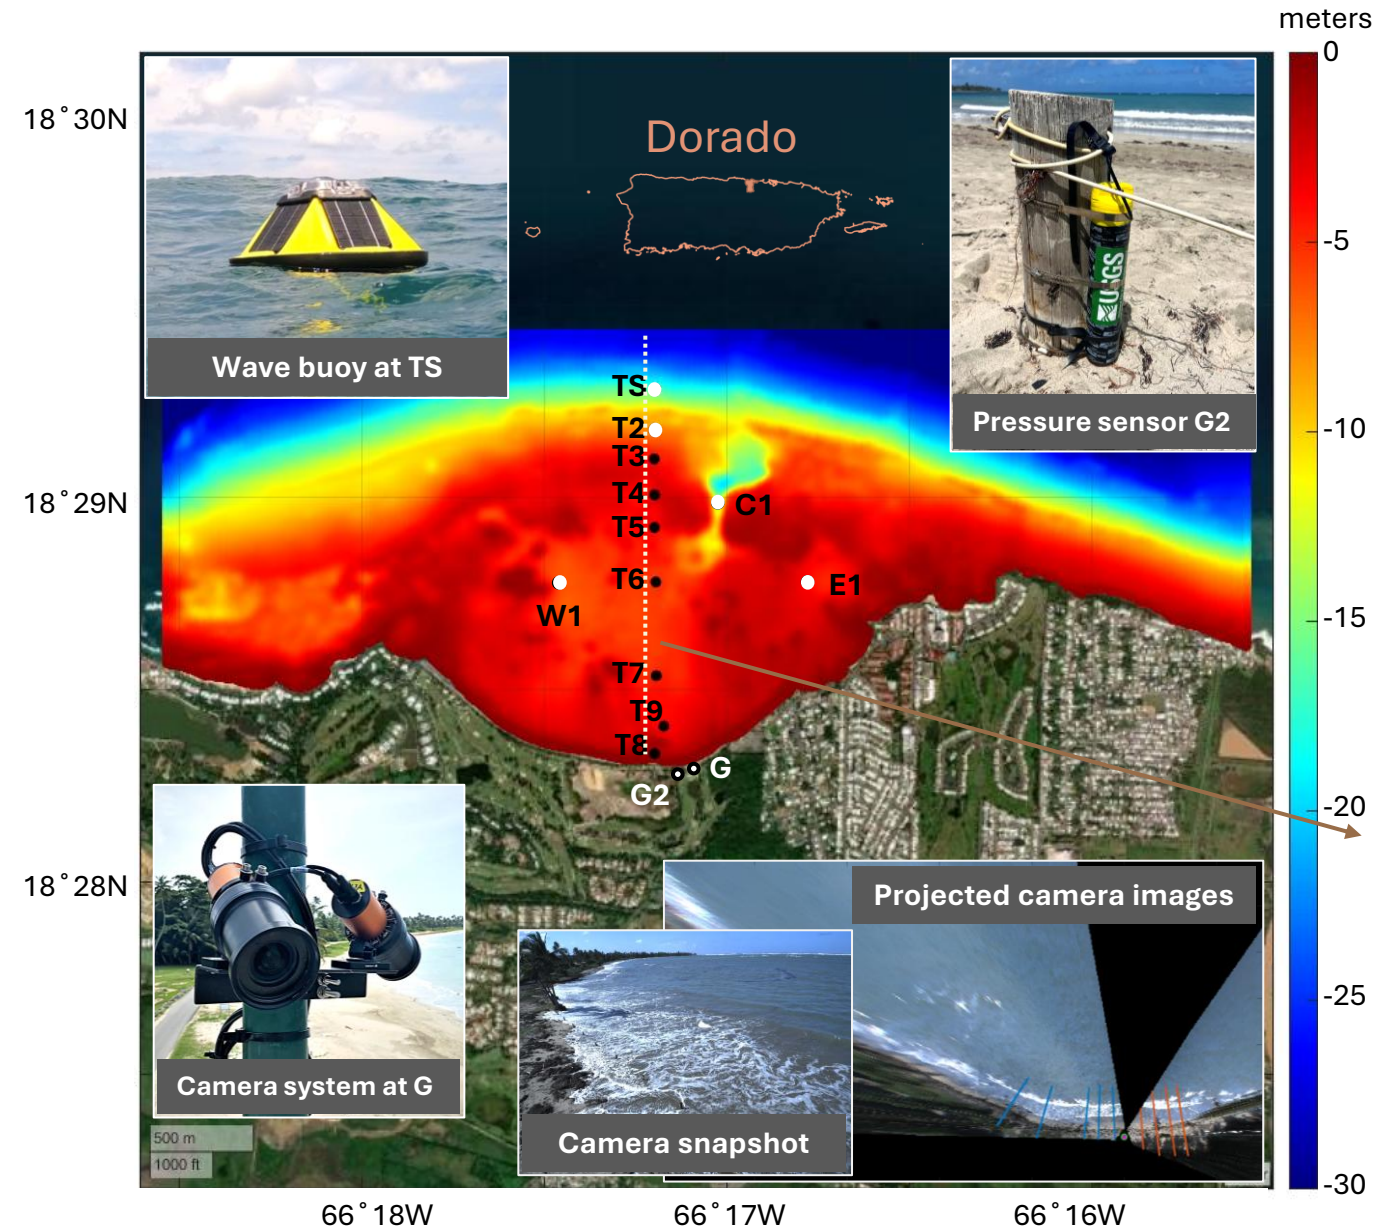 meters
0
-5
-10
-15
-20
-25
-30
18°30N
18°29N
18°28N
66°18W
66°17W
66°16W
Dorado
Wave buoy at TS
USGS
Pressure sensor G2
TS
T2
T3
T4
C1
T5
T6
W1
E1
T7
T9
T8
G
G2
Camera system at G
Projected camera images
Camera snapshot
500 m
1000 ft